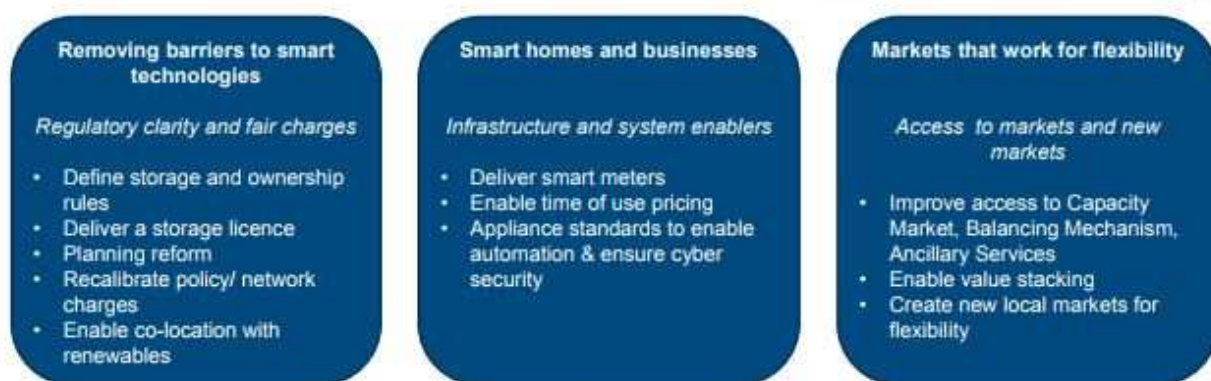 Removing barriers to smart
technologies
Regulatory clarity and fair charges
• Define storage and ownership
rules
• Deliver a storage licence
• Planning reform
• Recalibrate policy/ network
charges
• Enable co-location with
renewables
Smart homes and businesses
Infrastructure and system enablers
• Deliver smart meters
• Enable time of use pricing
• Appliance standards to enable
automation & ensure cyber
security
Markets that work for flexibility
Access to markets and new
markets
• Improve access to Capacity
Market, Balancing Mechanism,
Ancillary Services
• Enable value stacking
• Create new local markets for
flexibility